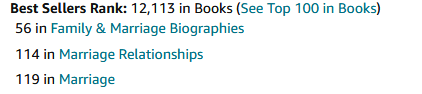 Best Sellers Rank: 12,113 in Books (See Top 100 in Books)
56 in Family & Marriage Biographies
114 in Marriage Relationships
119 in Marriage